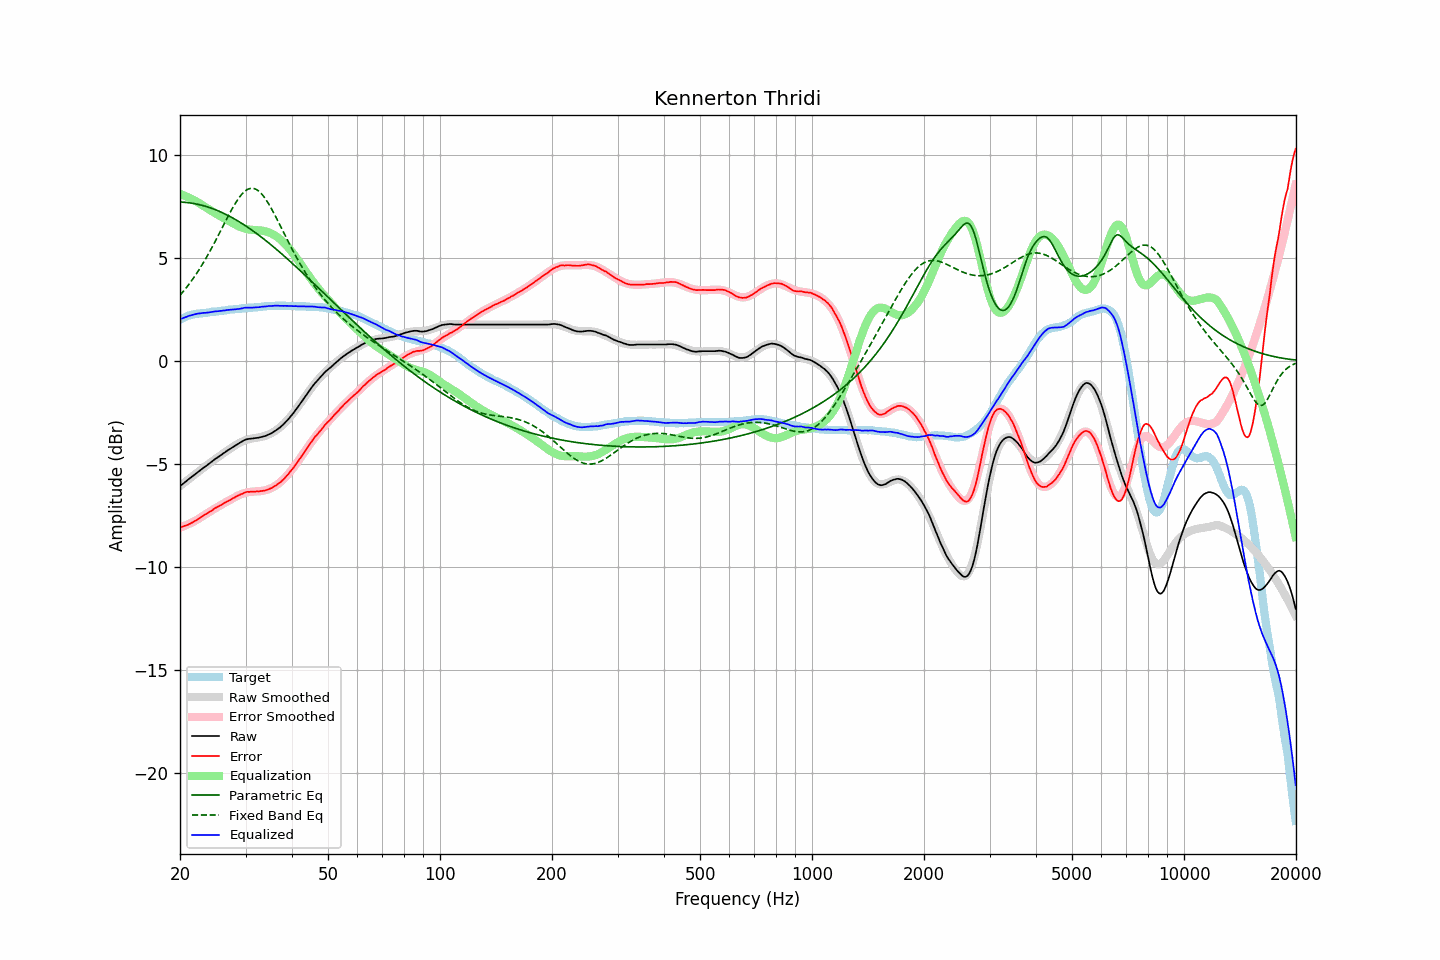 Kennerton Thridi
Amplitude (dBr)
10
5
0
−5
−10
−15
−20
Target
Raw Smoothed
Error Smoothed
Raw
Error
Equalization
Parametric Eq
Fixed Band Eq
Equalized
20 50 100 200 500 1000 2000 5000 10000 20000
Frequency (Hz)